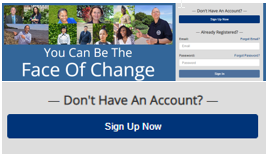 You Can Be The
Face Of Change
— Don't Have An Account? —
Sign Up Now
— Already Registered? —
Email: Forgot Email?
Email
Password: Forgot Password?
Password
Sign In
— Don't Have An Account? —
Sign Up Now